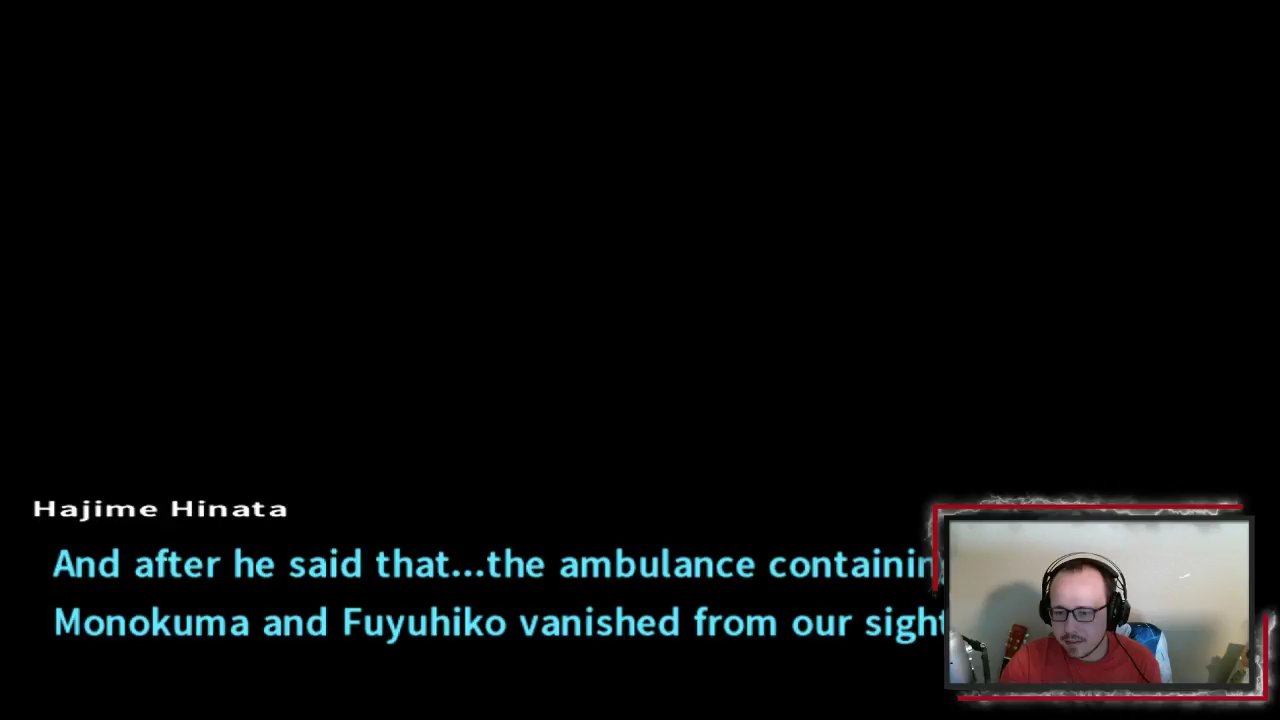 Hajime Hinata
And after he said that...the ambulance containin
Monokuma and Fuyuhiko vanished from our sight